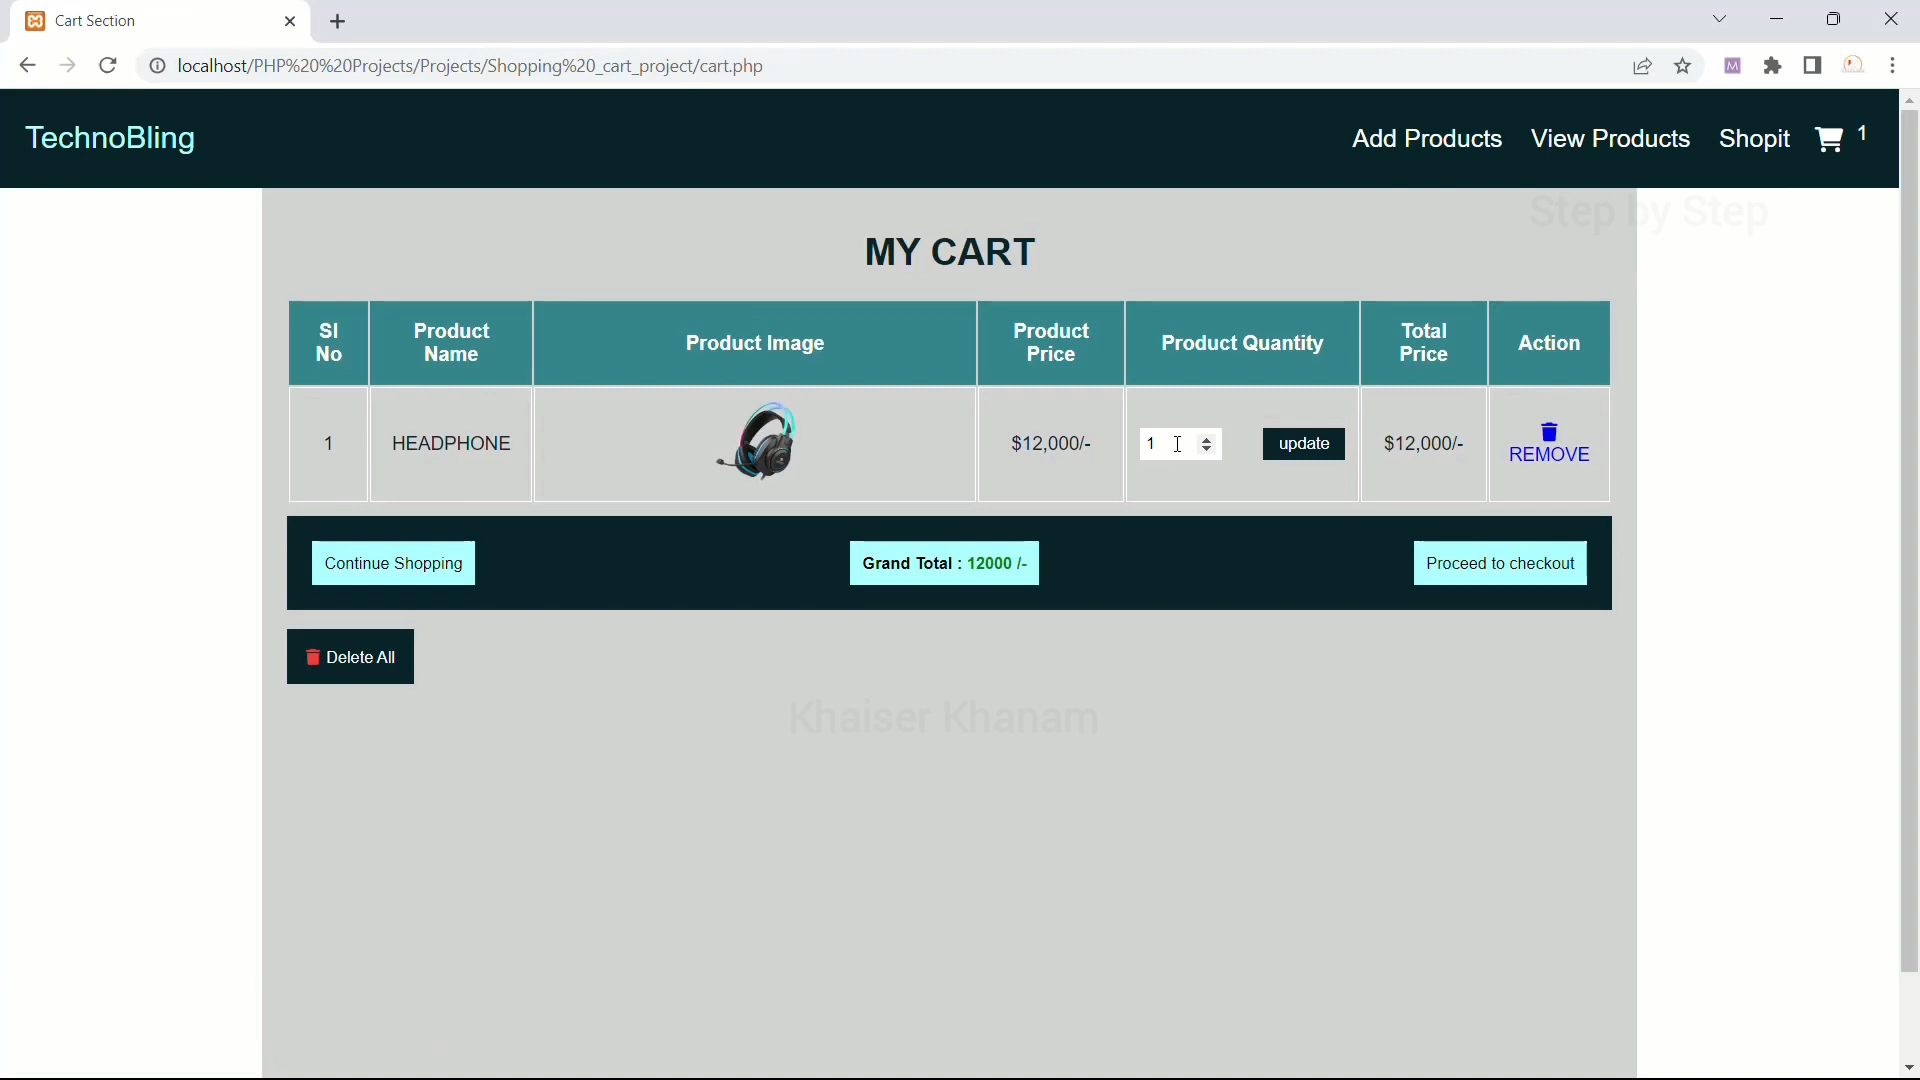 Cart Section
localhost/PHP%20%20Projects/Projects/Shopping%20_cart_project/cart.php
TechnoBling
Add Products View Products Shopit 1
Step by Step
MY CART
Sl No Product Name Product Image Product Price Product Quantity Total Price Action
1 HEADPHONE $12,000/- 1 update $12,000/- REMOVE
Continue Shopping Grand Total : 12000 /- Proceed to checkout
Delete All
Khaiser Khanam